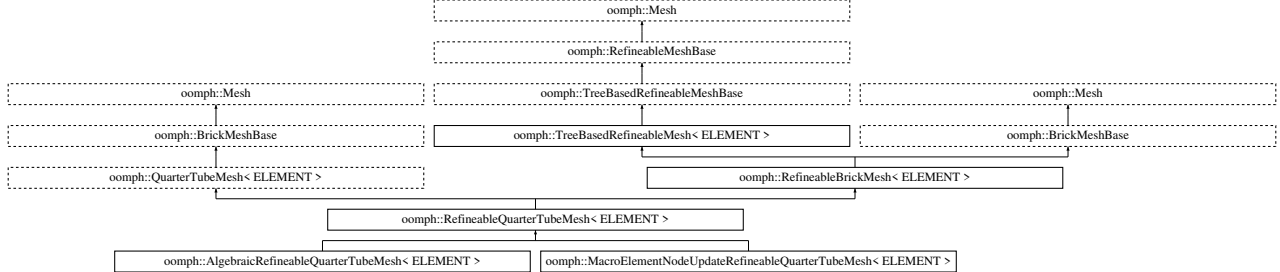 oomph::Mesh
oomph::RefineableMeshBase
oomph::Mesh
oomph::TreeBasedRefineableMeshBase
oomph::Mesh
oomph::BrickMeshBase
oomph::TreeBasedRefineableMesh< ELEMENT >
oomph::BrickMeshBase
oomph::QuarterTubeMesh< ELEMENT >
oomph::RefineableBrickMesh< ELEMENT >
oomph::RefineableQuarterTubeMesh< ELEMENT >
oomph::AlgebraicRefineableQuarterTubeMesh< ELEMENT >
oomph::MacroElementNodeUpdateRefineableQuarterTubeMesh< ELEMENT >